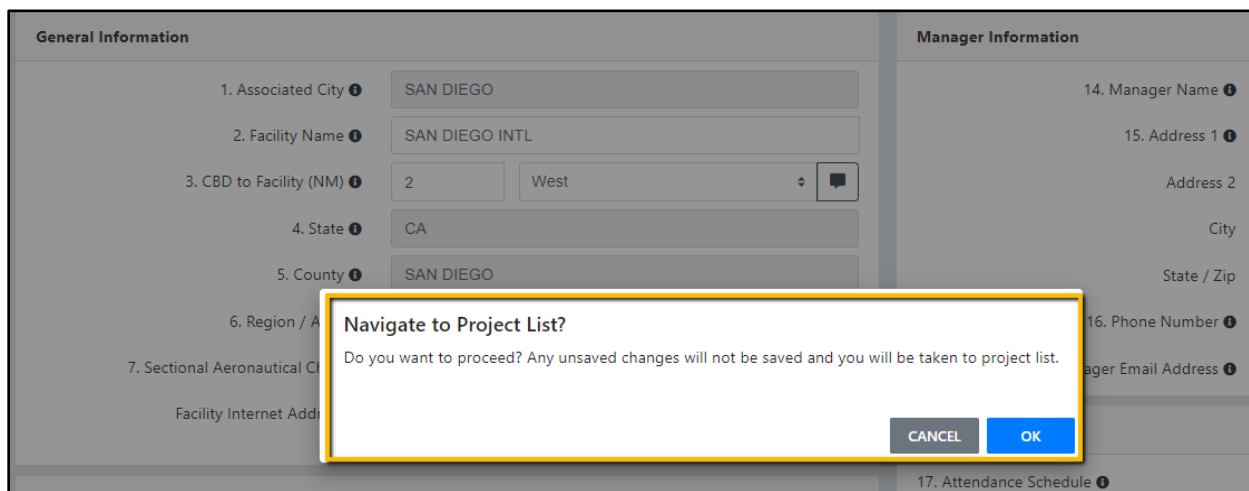 General Information
Manager Information
1. Associated City
SAN DIEGO
14. Manager Name
2. Facility Name
SAN DIEGO INTL
15. Address 1
3. CBD to Facility (NM)
2
West
Address 2
4. State
CA
City
5. County
SAN DIEGO
State / Zip
6. Region /
16. Phone Number
7. Sectional Aeronautical
Email Address
Facility Internet
Navigate to Project List?
Do you want to proceed? Any unsaved changes will not be saved and you will be taken to project list.
CANCEL
OK
17. Attendance Schedule